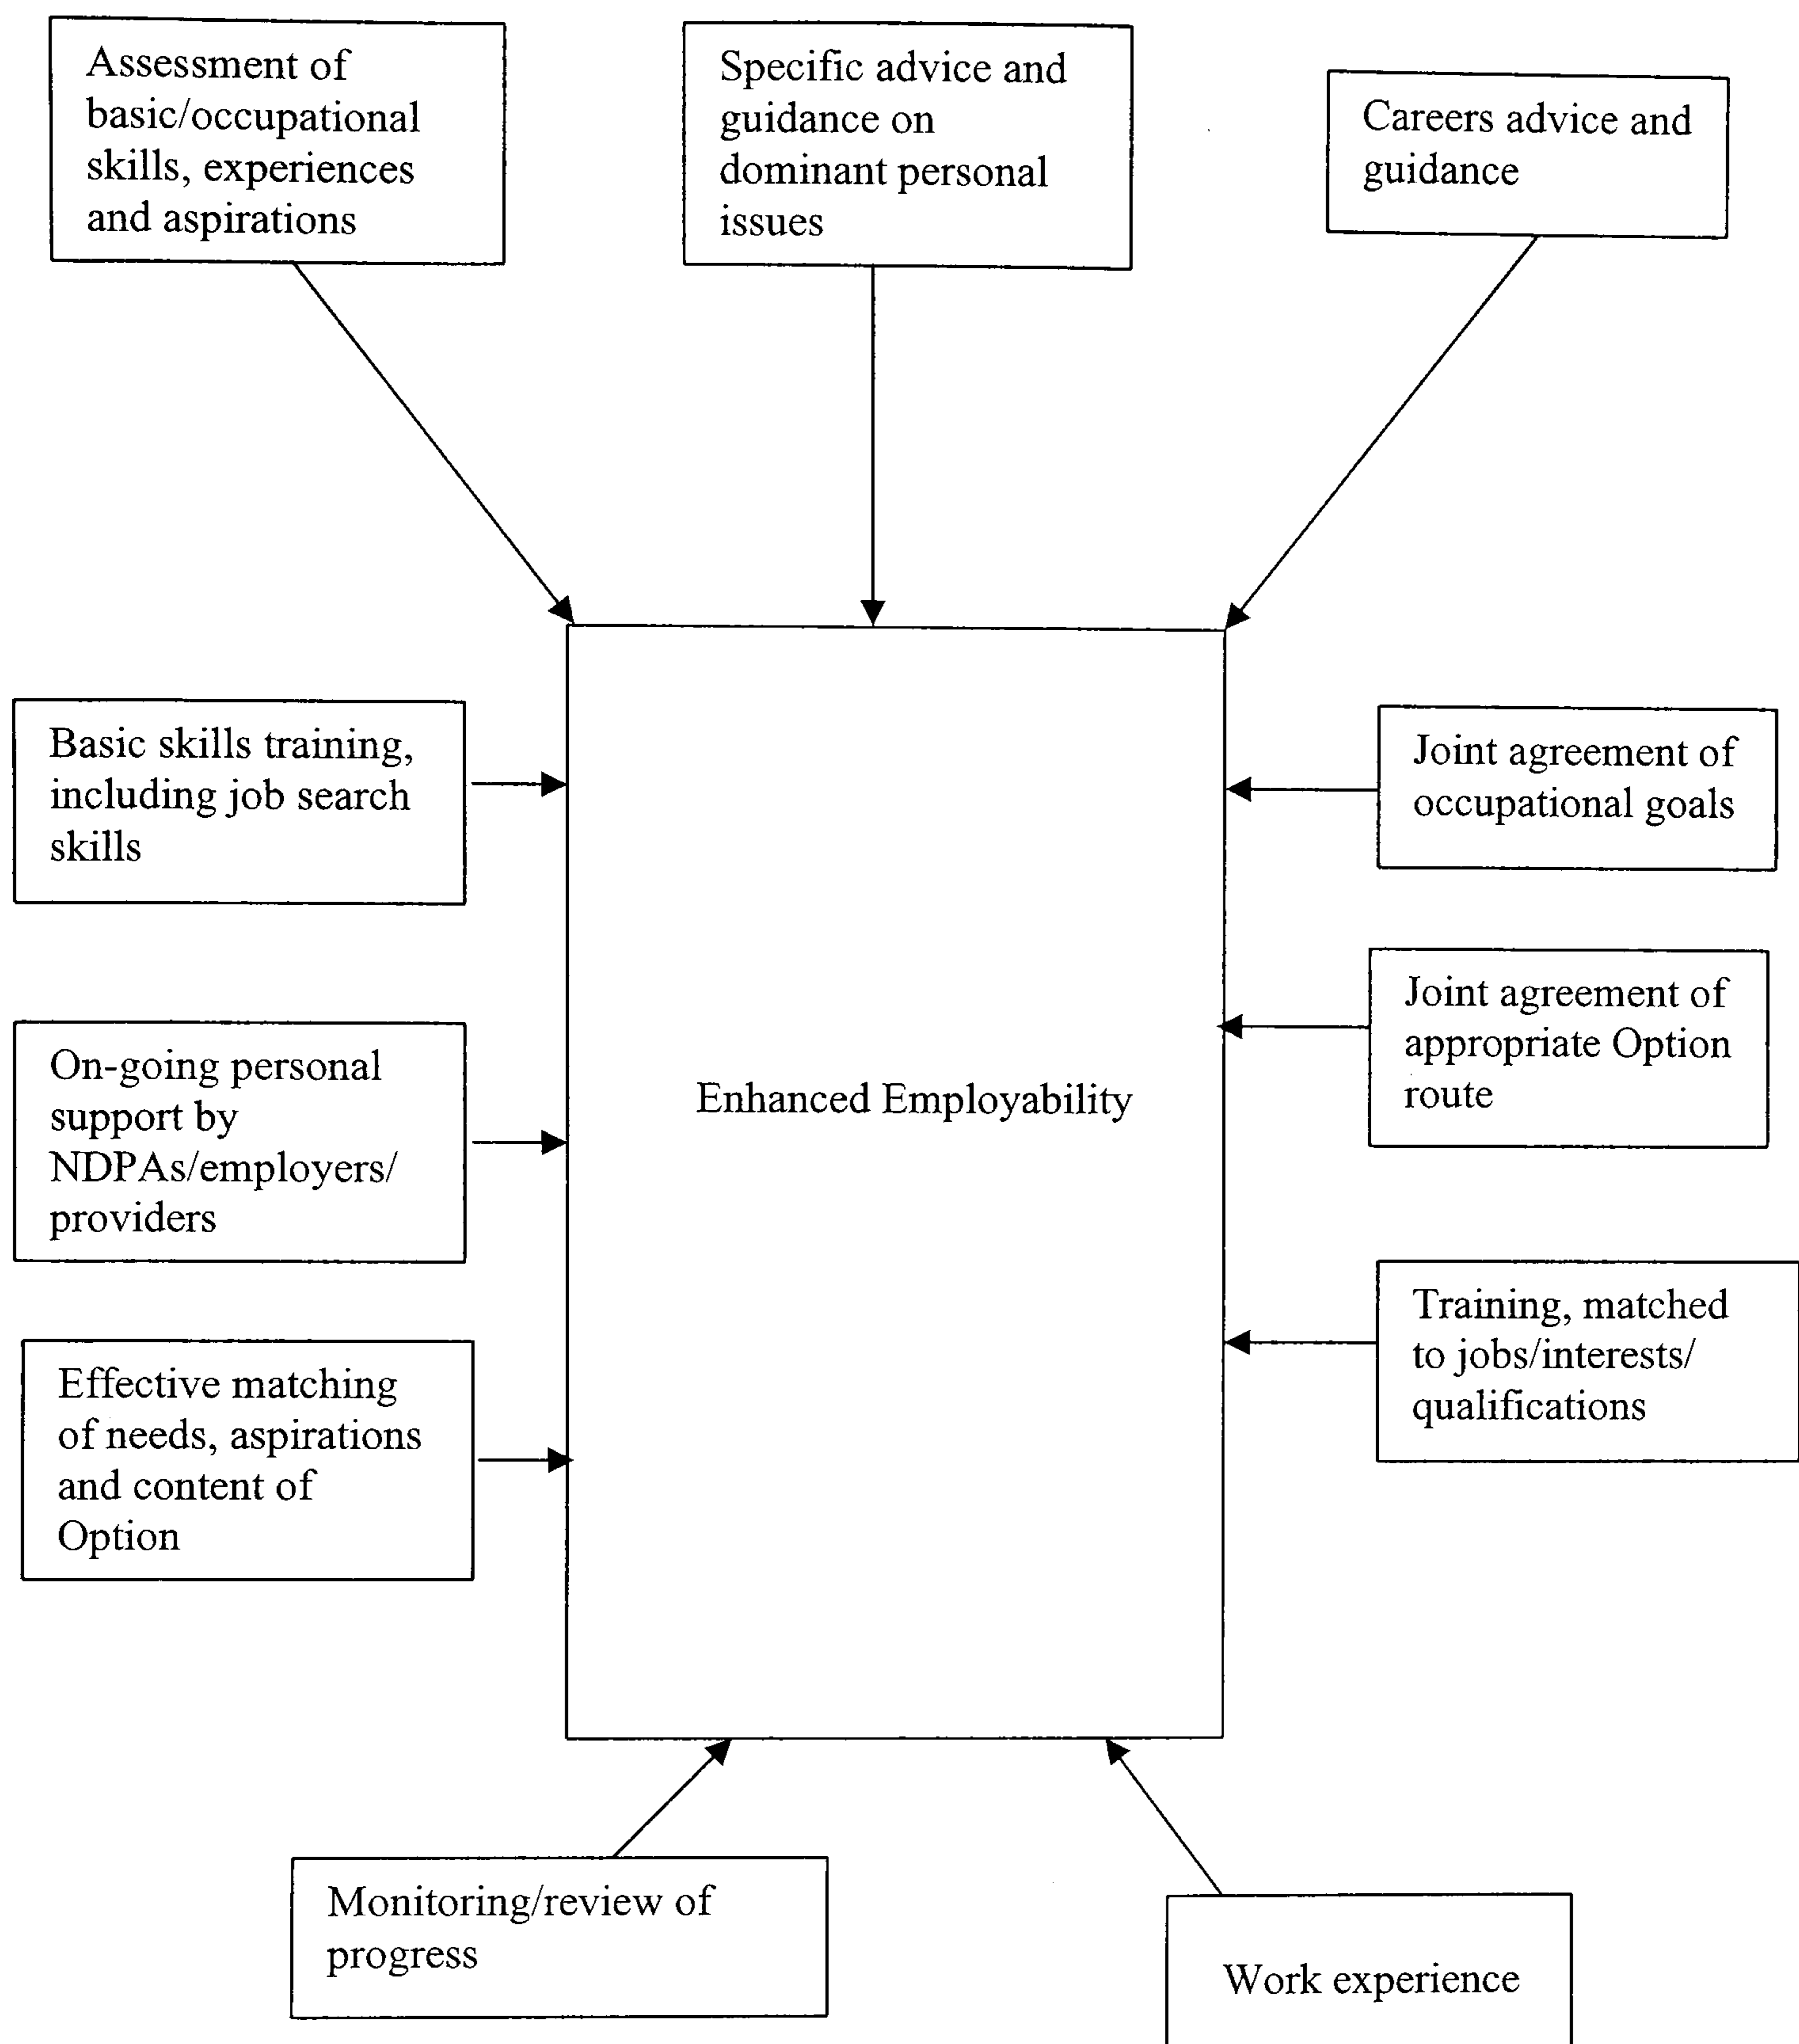 Assessment of
basic/occupational
skills, experiences
and aspirations
Specific advice and
guidance on
dominant personal
issues
Careers advice and
guidance
Basic skills training,
including job search
skills
Joint agreement of
occupational goals
On-going personal
support by
NDPAs/employers/
providers
Joint agreement of
appropriate Option
route
Enhanced Employability
Effective matching
of needs, aspirations
and content of
Option
Training, matched
to jobs/interests/
qualifications
Monitoring/review of
progress
Work experience